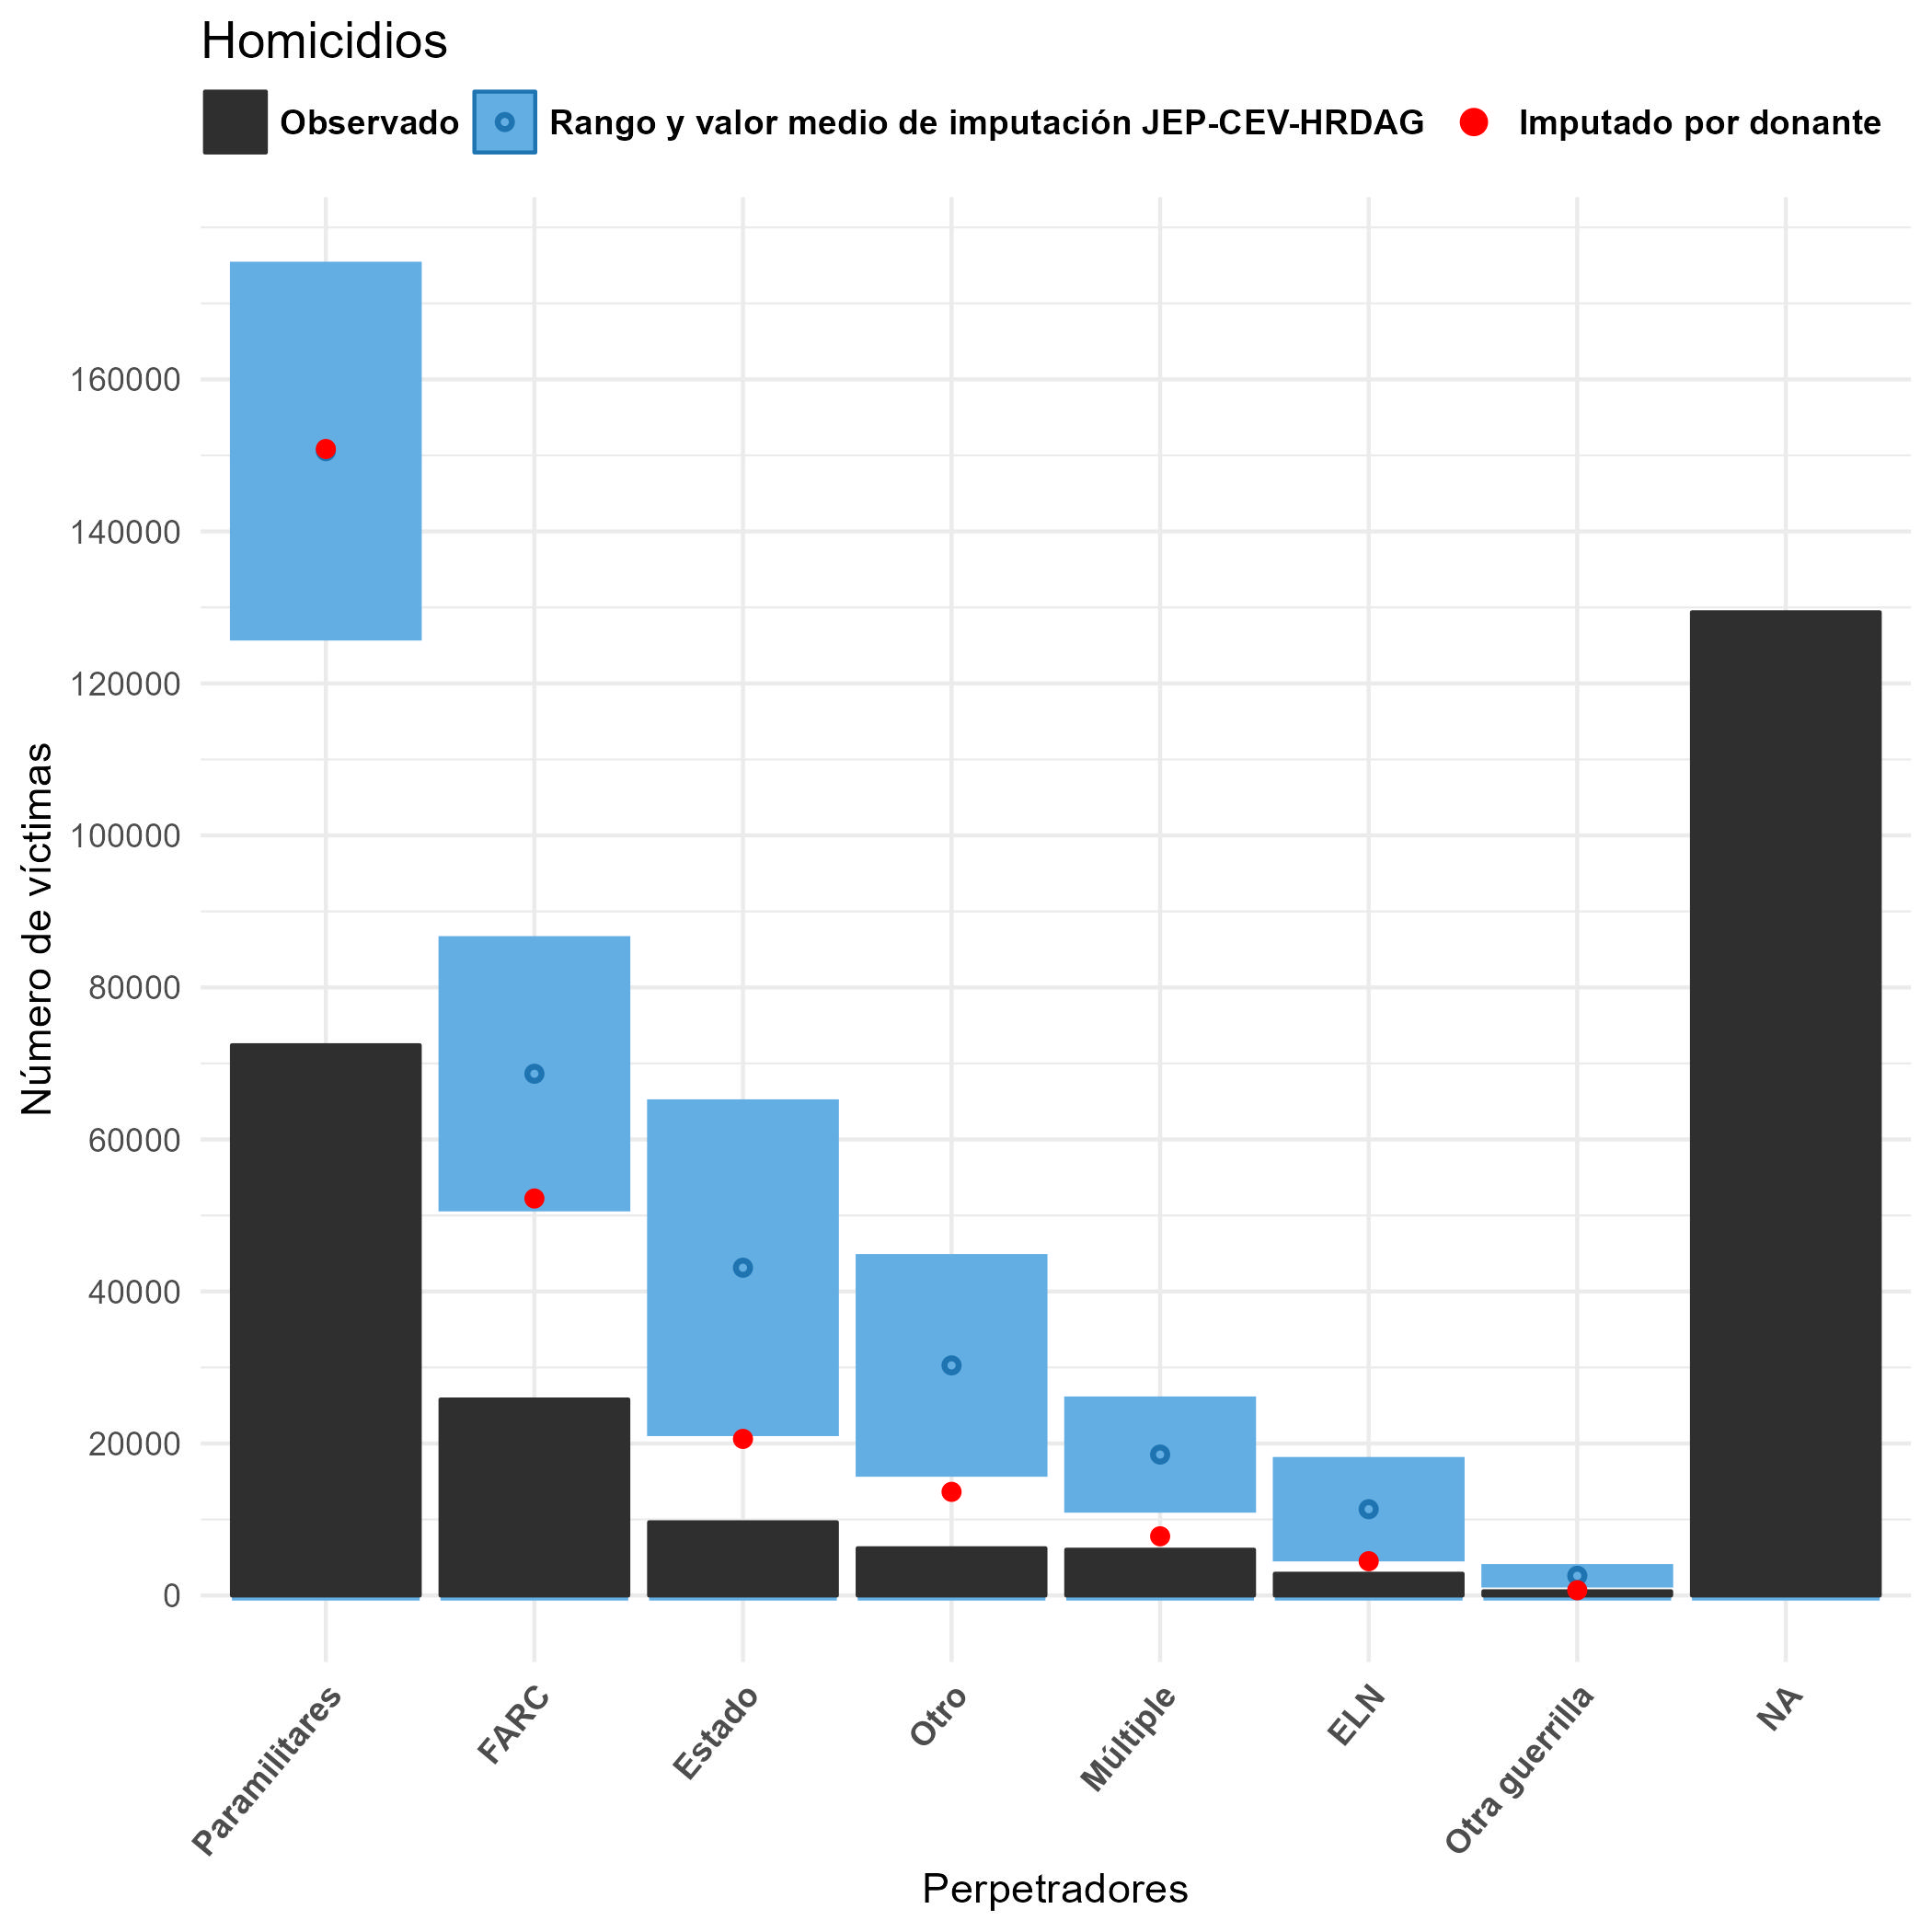 Homicidios
Observado
Rango y valor medio de imputación JEP-CEV-HRDAG
Imputado por donante
Número de víctimas
160000
140000
120000
100000
80000
60000
40000
20000
0
Paramilitares
FARC
Estado
Otro
Múltiple
ELN
Otra guerrilla
NA
Perpetradores